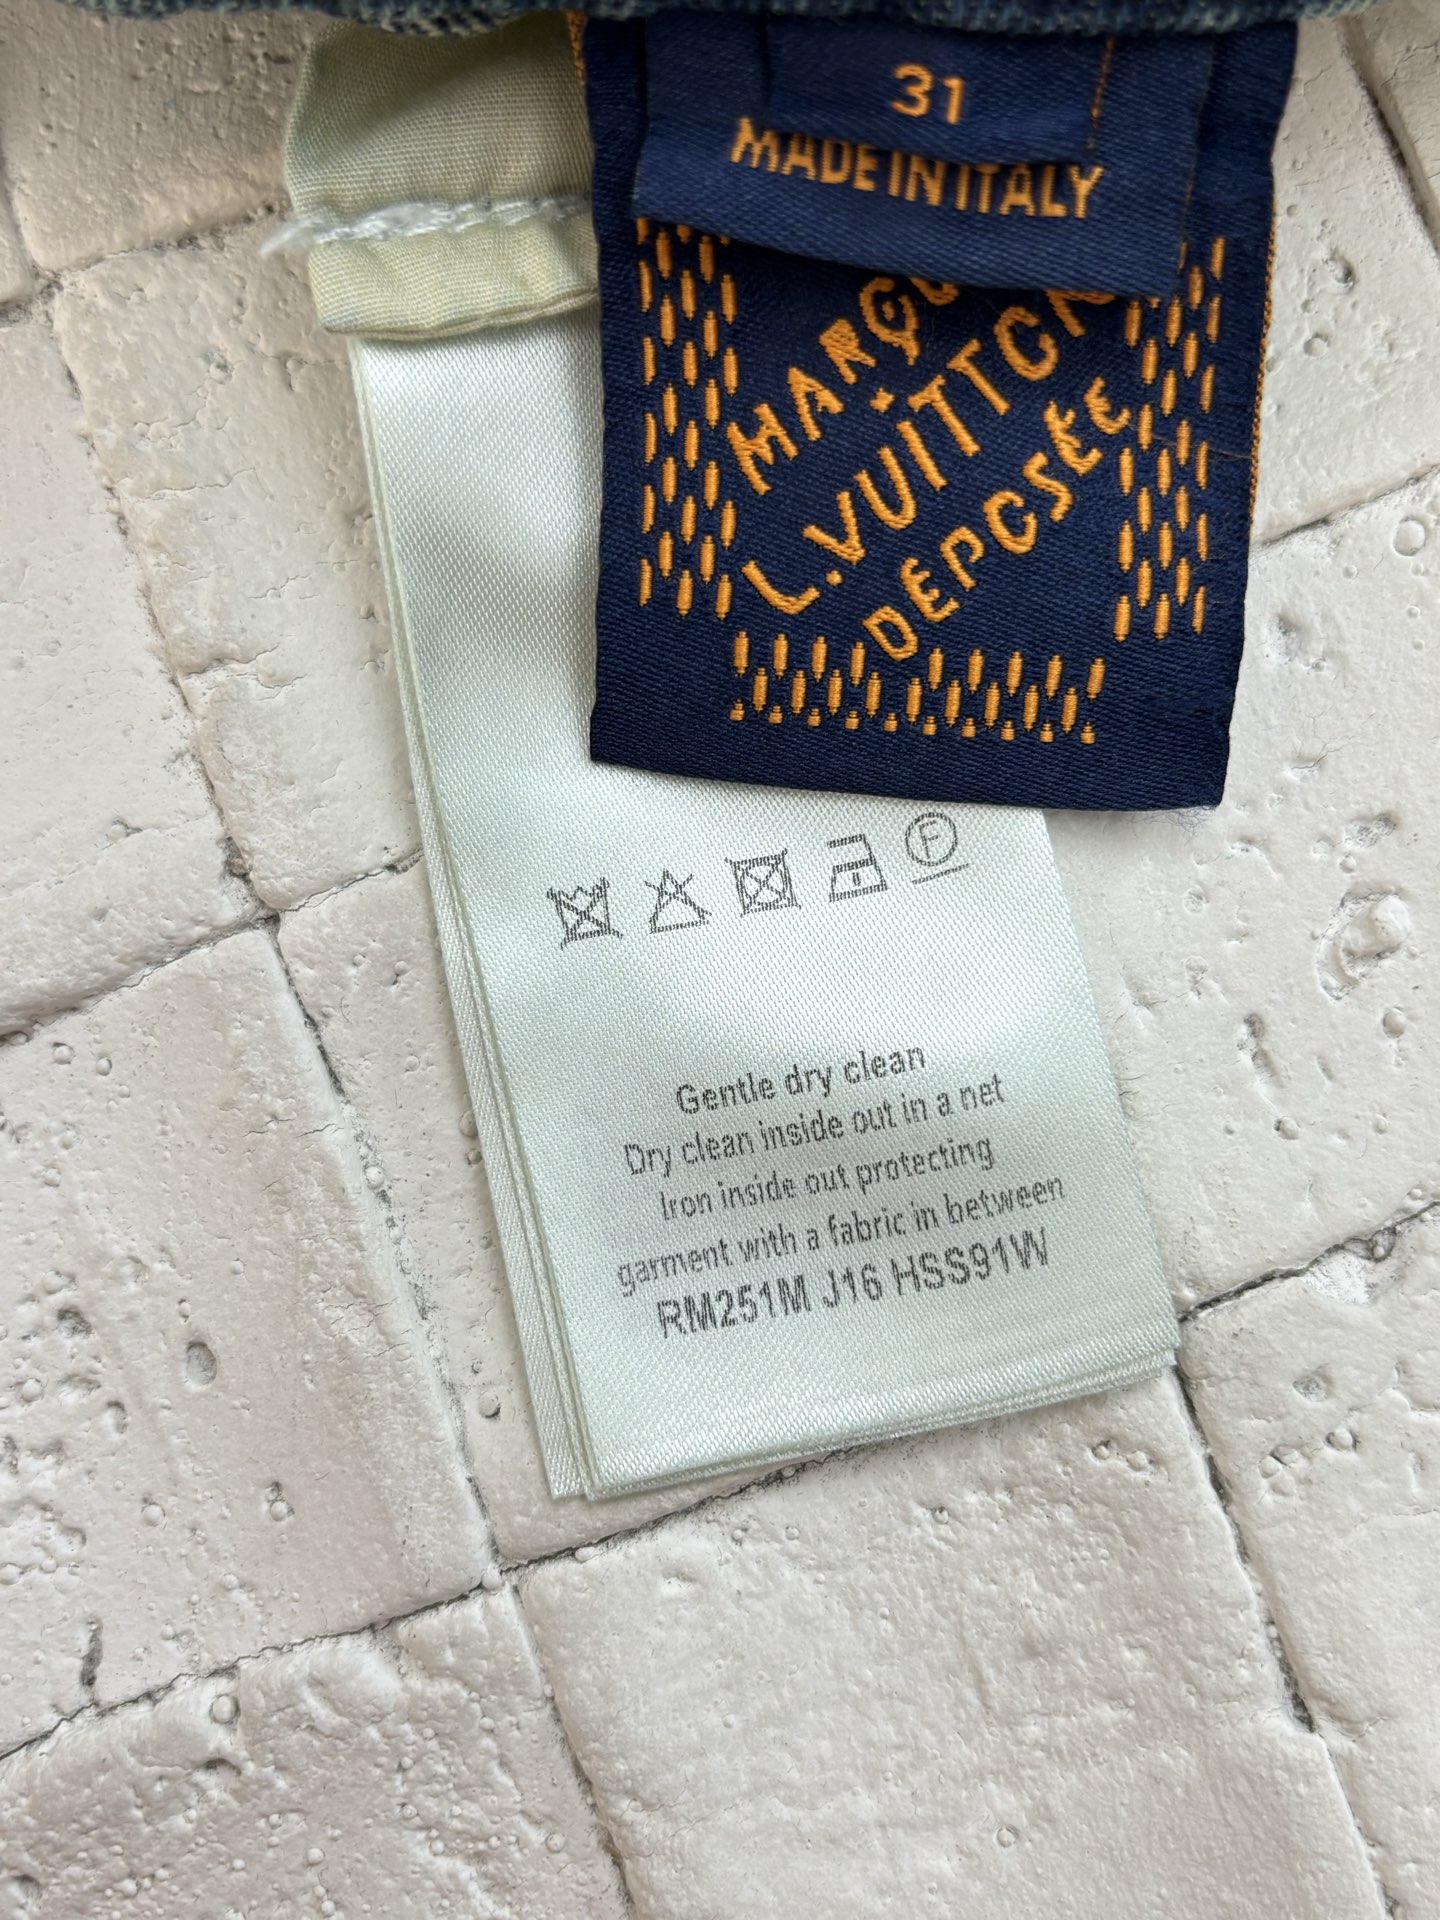 31
MADE IN ITALY
L.VUITTON
DÉPOSÉE
F
Gentle dry clean
Dry clean inside out in a net
Iron inside out protecting
garment with a fabric in between
RM251M J16 HSS91W